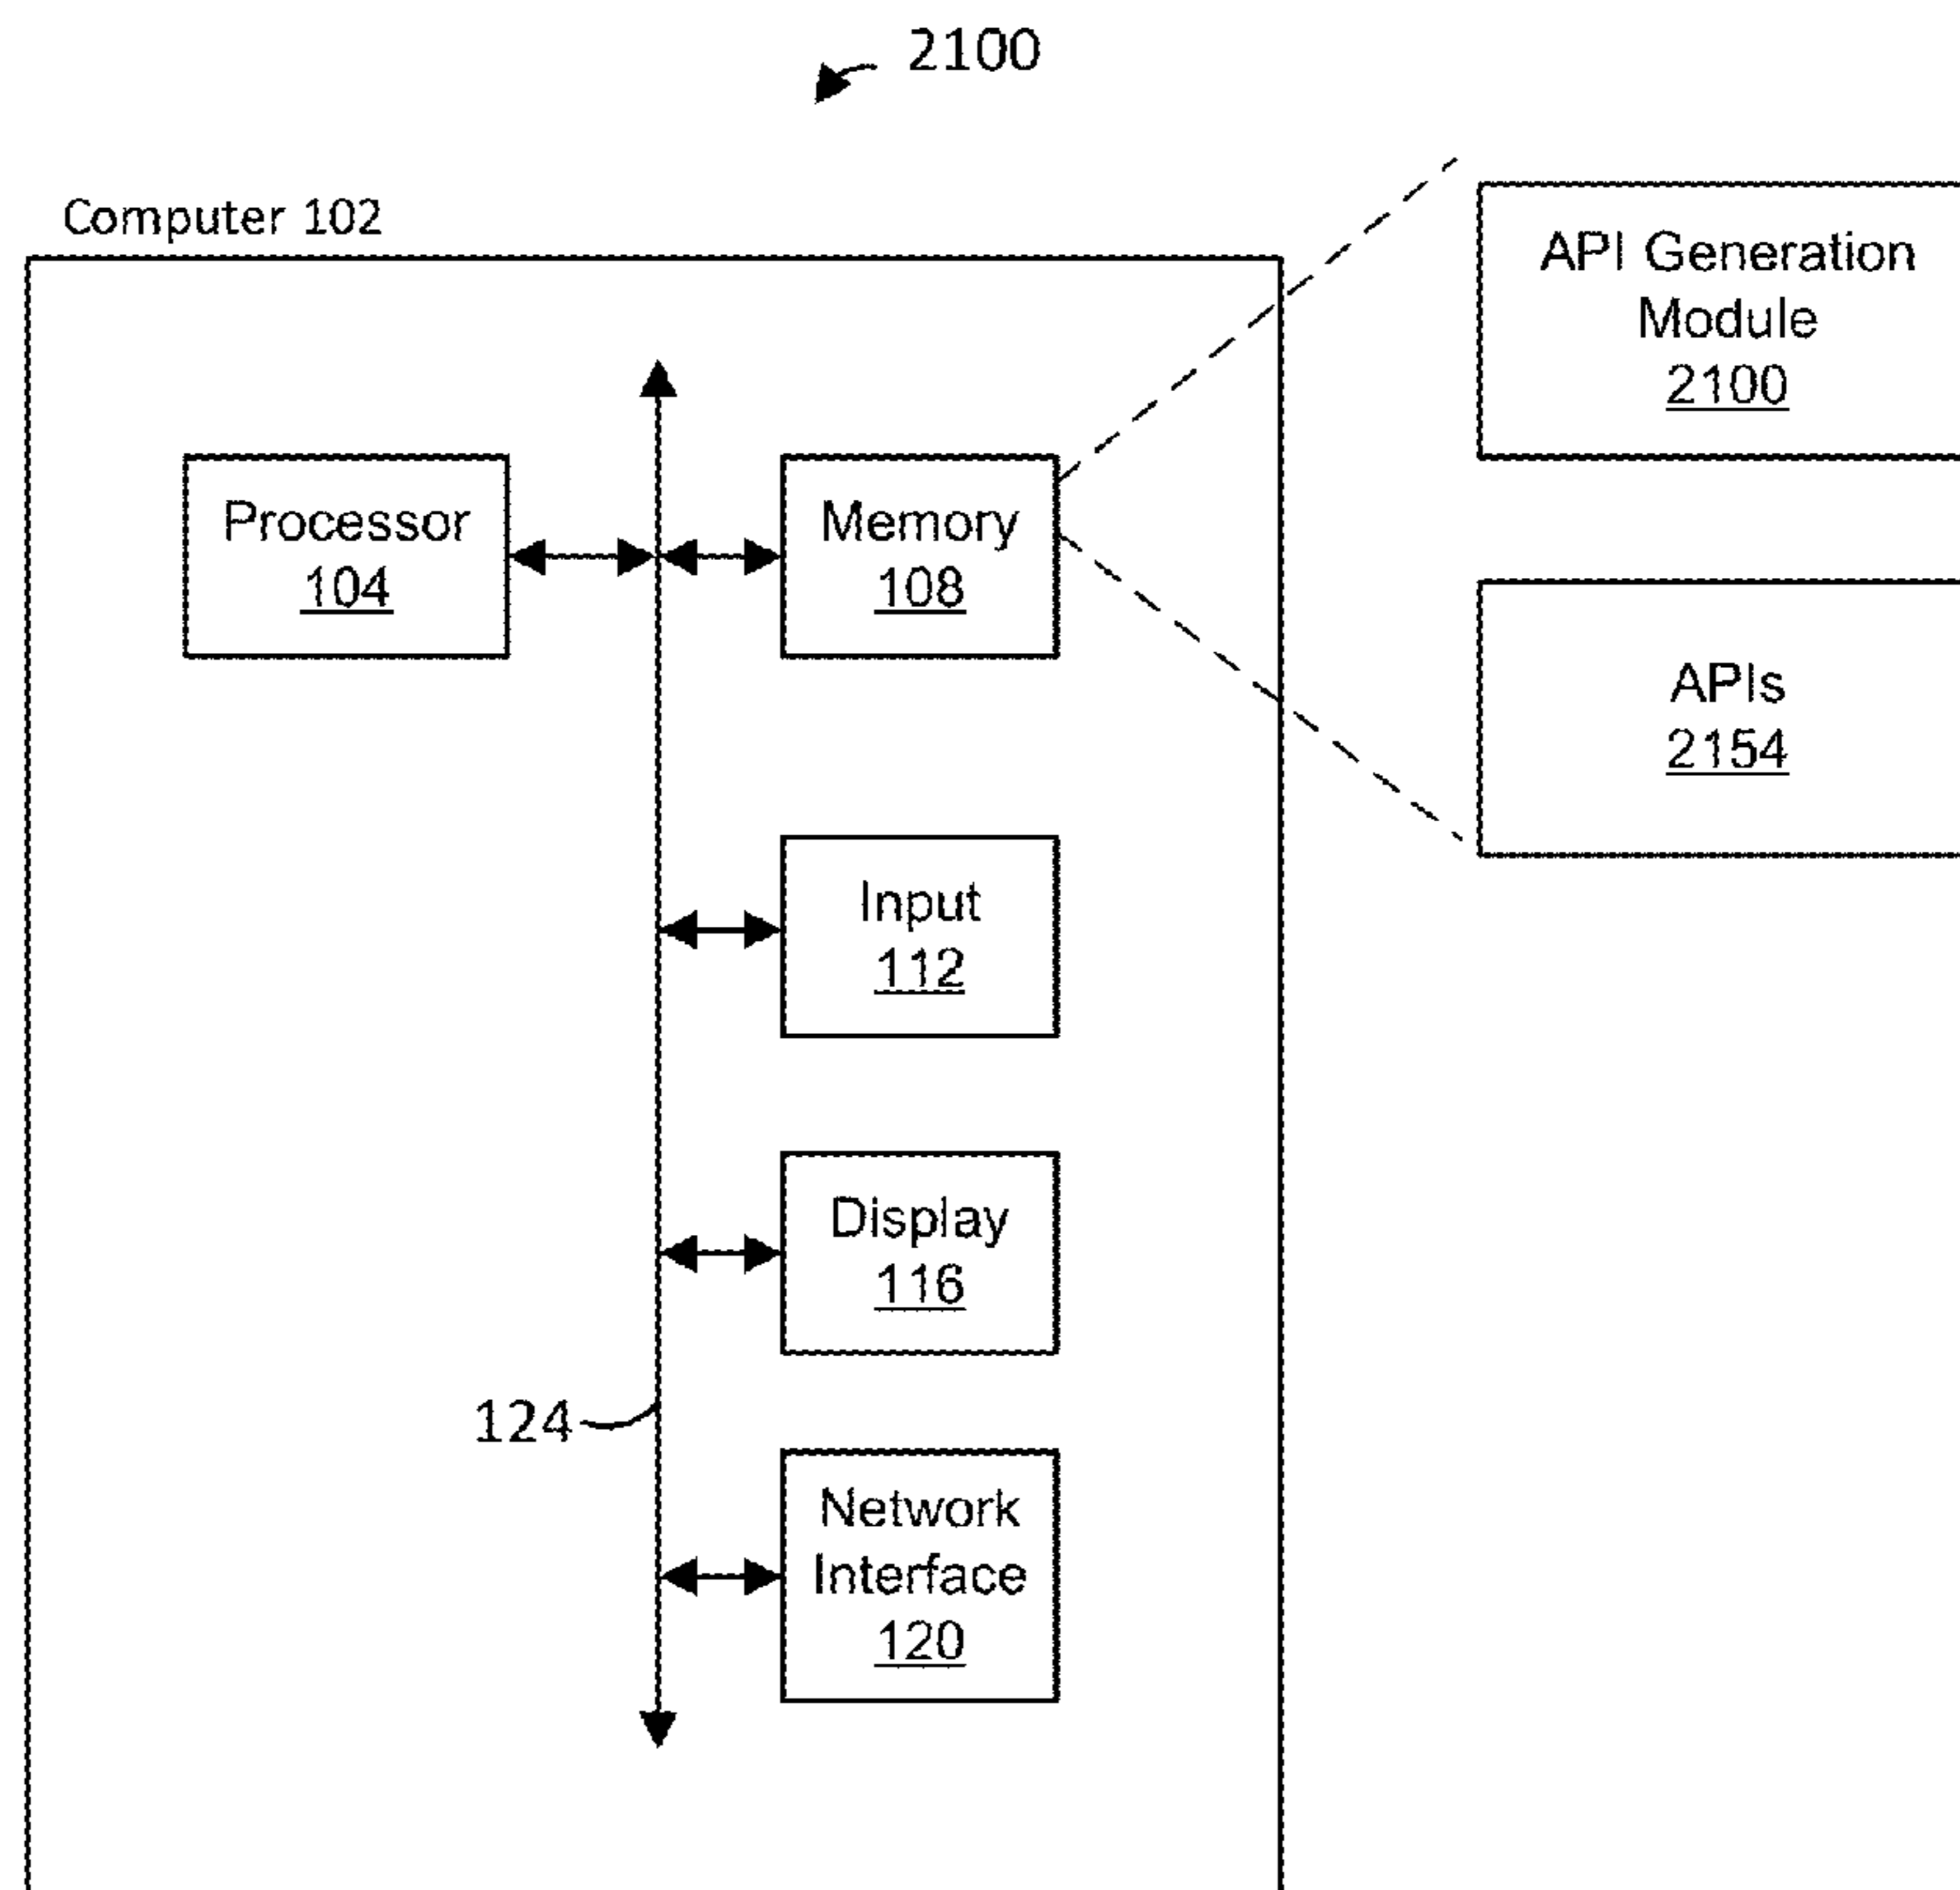 2100
Computer 102
API Generation
Module
2100
Processor
104
Memory
108
APIs
2154
Input
112
Display
116
124
Network
Interface
120